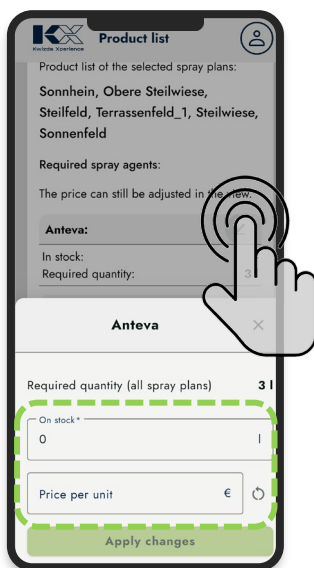 KX
Kwizda Xperience
Product list
Product list of the selected spray plans:
Sonnhein, Obere Steilwiese,
Steilfeld, Terrassenfeld_1, Steilwiese,
Sonnenfeld
Required spray agents:
The price can still be adjusted in the view.
Anteva:
In stock:
Required quantity: 3
Anteva
Required quantity (all spray plans) 3 l
On stock *
0 l
Price per unit €
Apply changes